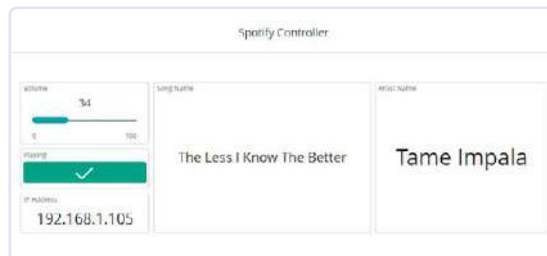 Spotify Controller
Volume
34
0 100
Playing
IP Address
192.168.1.105
Song Name
The Less I Know The Better
Artist Name
Tame Impala